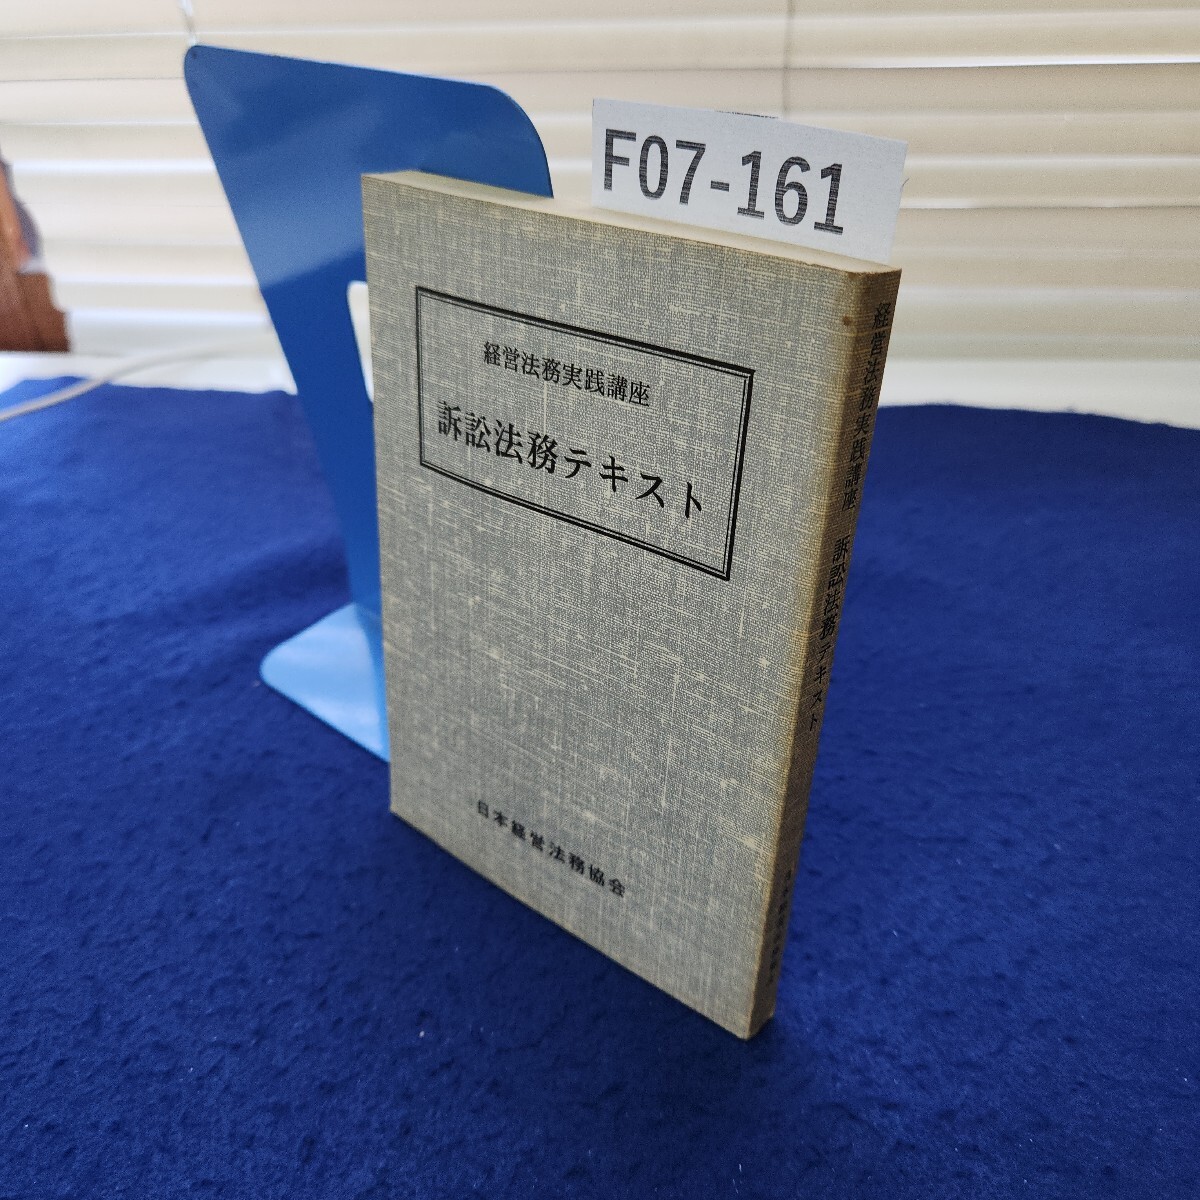 F07-161
経営法務実践講座
訴訟法務テキスト
日本経営法務協会
経営法務実践講座 訴訟法務テキスト